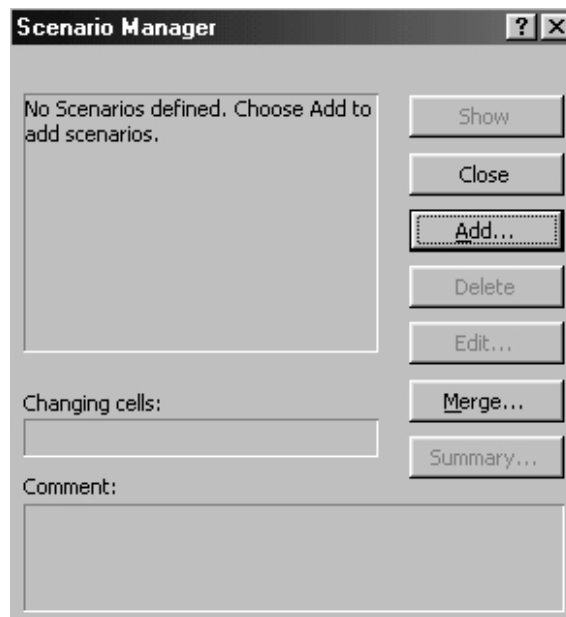 Scenario Manager
No Scenarios defined. Choose Add to
add scenarios.
Show
Close
Add...
Delete
Edit...
Changing cells:
Merge...
Summary...
Comment: